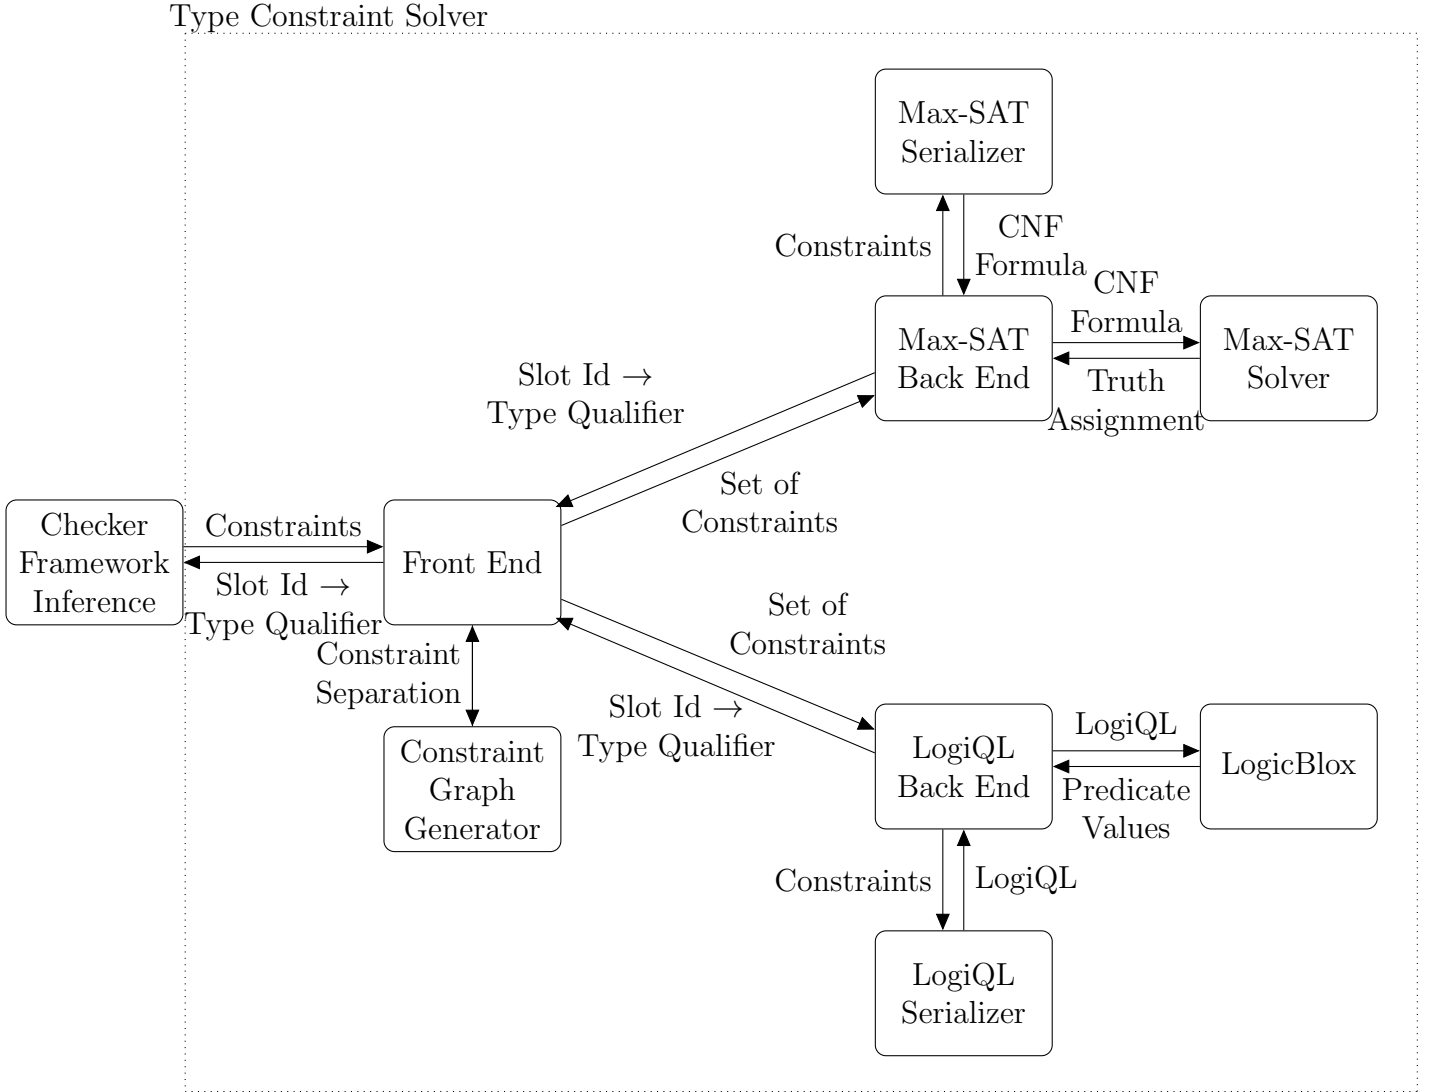 Type Constraint Solver
Max-SAT
Serializer
Constraints
CNF
Formula
CNF
Formula
Max-SAT
Back End
Max-SAT
Solver
Truth
Assignment
Slot Id →
Type Qualifier
Set of
Constraints
Checker
Framework
Inference
Constraints
Slot Id →
Type Qualifier
Front End
Constraint
Separation
Constraint
Graph
Generator
Set of
Constraints
Slot Id →
Type Qualifier
LogiQL
Back End
LogiQL
Predicate
Values
LogicBlox
Constraints
LogiQL
LogiQL
Serializer